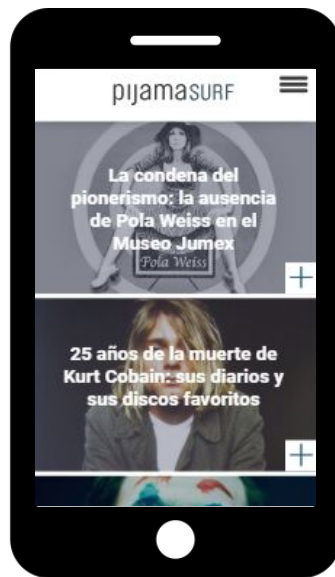 pijamasurf
La condena del
pionerismo: la ausencia
de Pola Weiss en el
Museo Jumex
Pola Weiss
25 años de la muerte de
Kurt Cobain: sus diarios y
sus discos favoritos